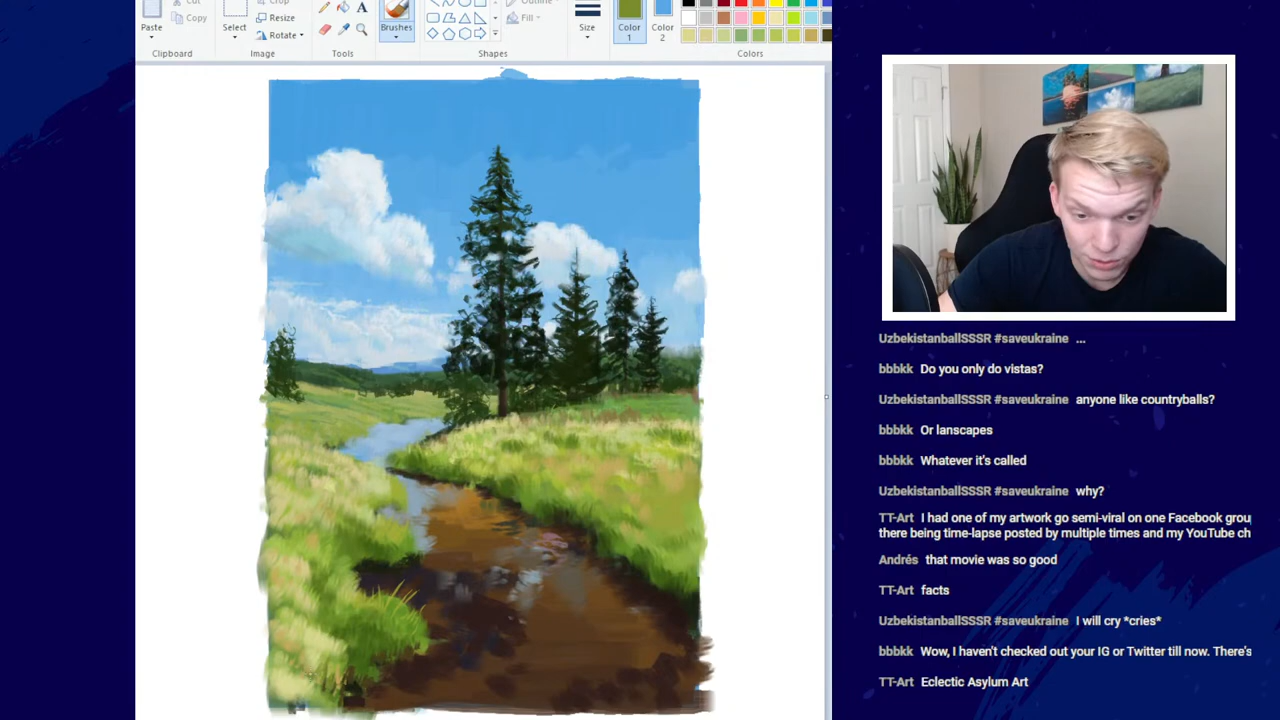 Paste
Copy
Select
Crop
Resize
Rotate
A
Brushes
Outline
Fill
Size
Color
1
Color
2
Clipboard
Image
Tools
Shapes
Colors
UzbekistanballSSSR #saveukraine ...
bbbkk Do you only do vistas?
UzbekistanballSSSR #saveukraine anyone like countryballs?
bbbkk Or lanscapes
bbbkk Whatever it's called
UzbekistanballSSSR #saveukraine why?
TT-Art I had one of my artwork go semi-viral on one Facebook grou
there being time-lapse posted by multiple times and my YouTube ch
Andrés that movie was so good
TT-Art facts
UzbekistanballSSSR #saveukraine I will cry *cries*
bbbkk Wow, I haven't checked out your IG or Twitter till now. There's
TT-Art Eclectic Asylum Art